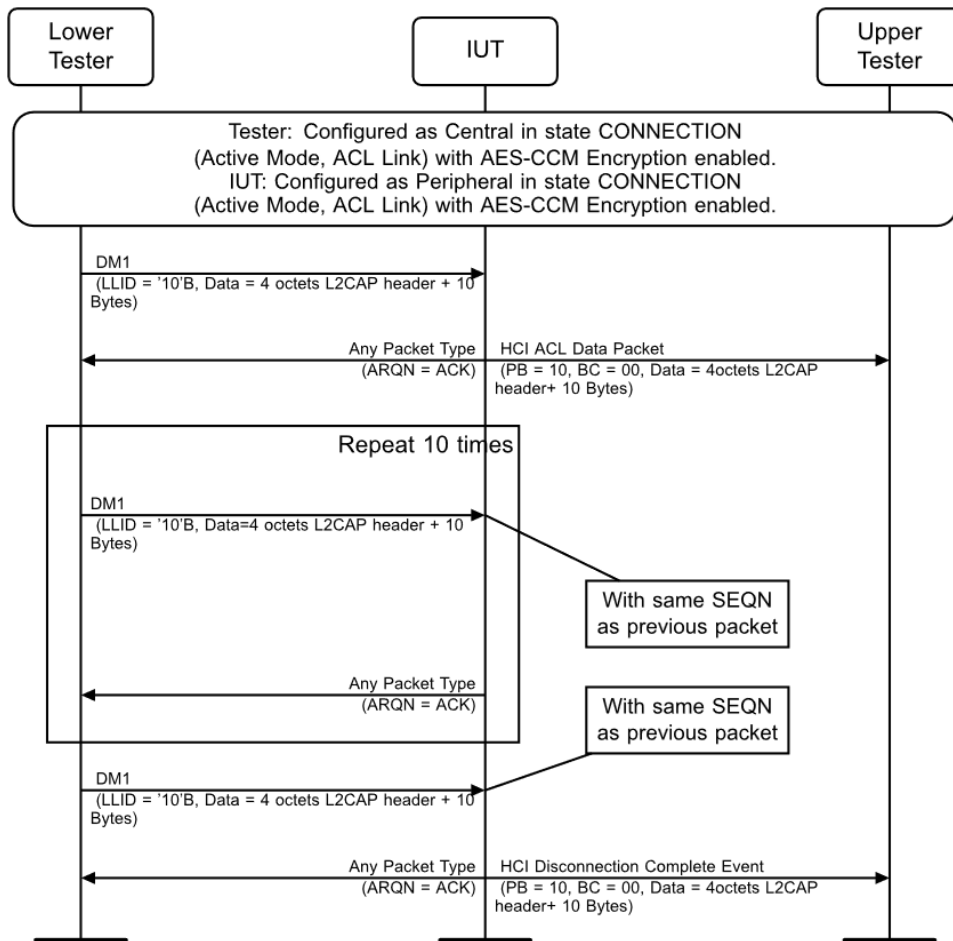 Lower
Tester
IUT
Upper
Tester
Tester: Configured as Central in state CONNECTION
(Active Mode, ACL Link) with AES-CCM Encryption enabled.
IUT: Configured as Peripheral in state CONNECTION
(Active Mode, ACL Link) with AES-CCM Encryption enabled.
DM1
(LLID = '10'B, Data = 4 octets L2CAP header + 10
Bytes)
Any Packet Type
(ARQN = ACK)
HCI ACL Data Packet
(PB = 10, BC = 00, Data = 4octets L2CAP
header+ 10 Bytes)
Repeat 10 times
DM1
(LLID = '10'B, Data=4 octets L2CAP header + 10
Bytes)
With same SEQN
as previous packet
Any Packet Type
(ARQN = ACK)
With same SEQN
as previous packet
DM1
(LLID = '10'B, Data = 4 octets L2CAP header + 10
Bytes)
Any Packet Type
(ARQN = ACK)
HCI Disconnection Complete Event
(PB = 10, BC = 00, Data = 4octets L2CAP
header+ 10 Bytes)